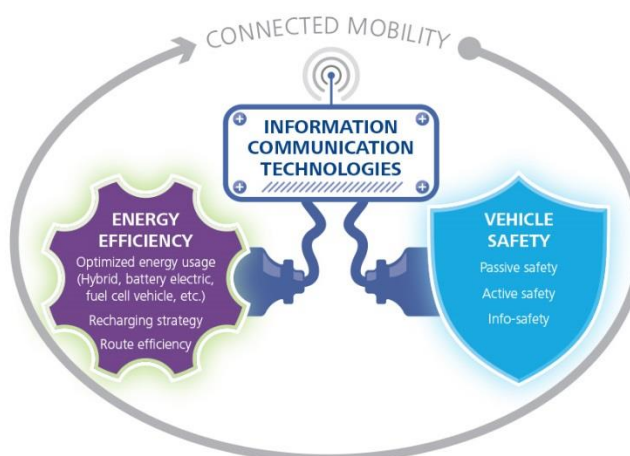 CONNECTED MOBILITY
INFORMATION
COMMUNICATION
TECHNOLOGIES
ENERGY
EFFICIENCY
Optimized energy usage
(Hybrid, battery electric,
fuel cell vehicle, etc.)
Recharging strategy
Route efficiency
VEHICLE
SAFETY
Passive safety
Active safety
Info-safety